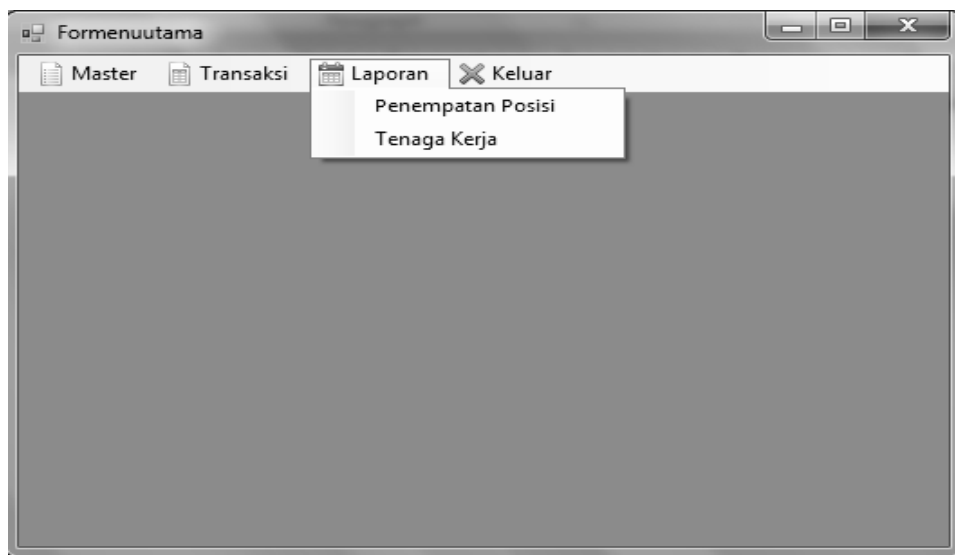 Formenuutama
Master Transaksi Laporan Keluar
Penempatan Posisi
Tenaga Kerja